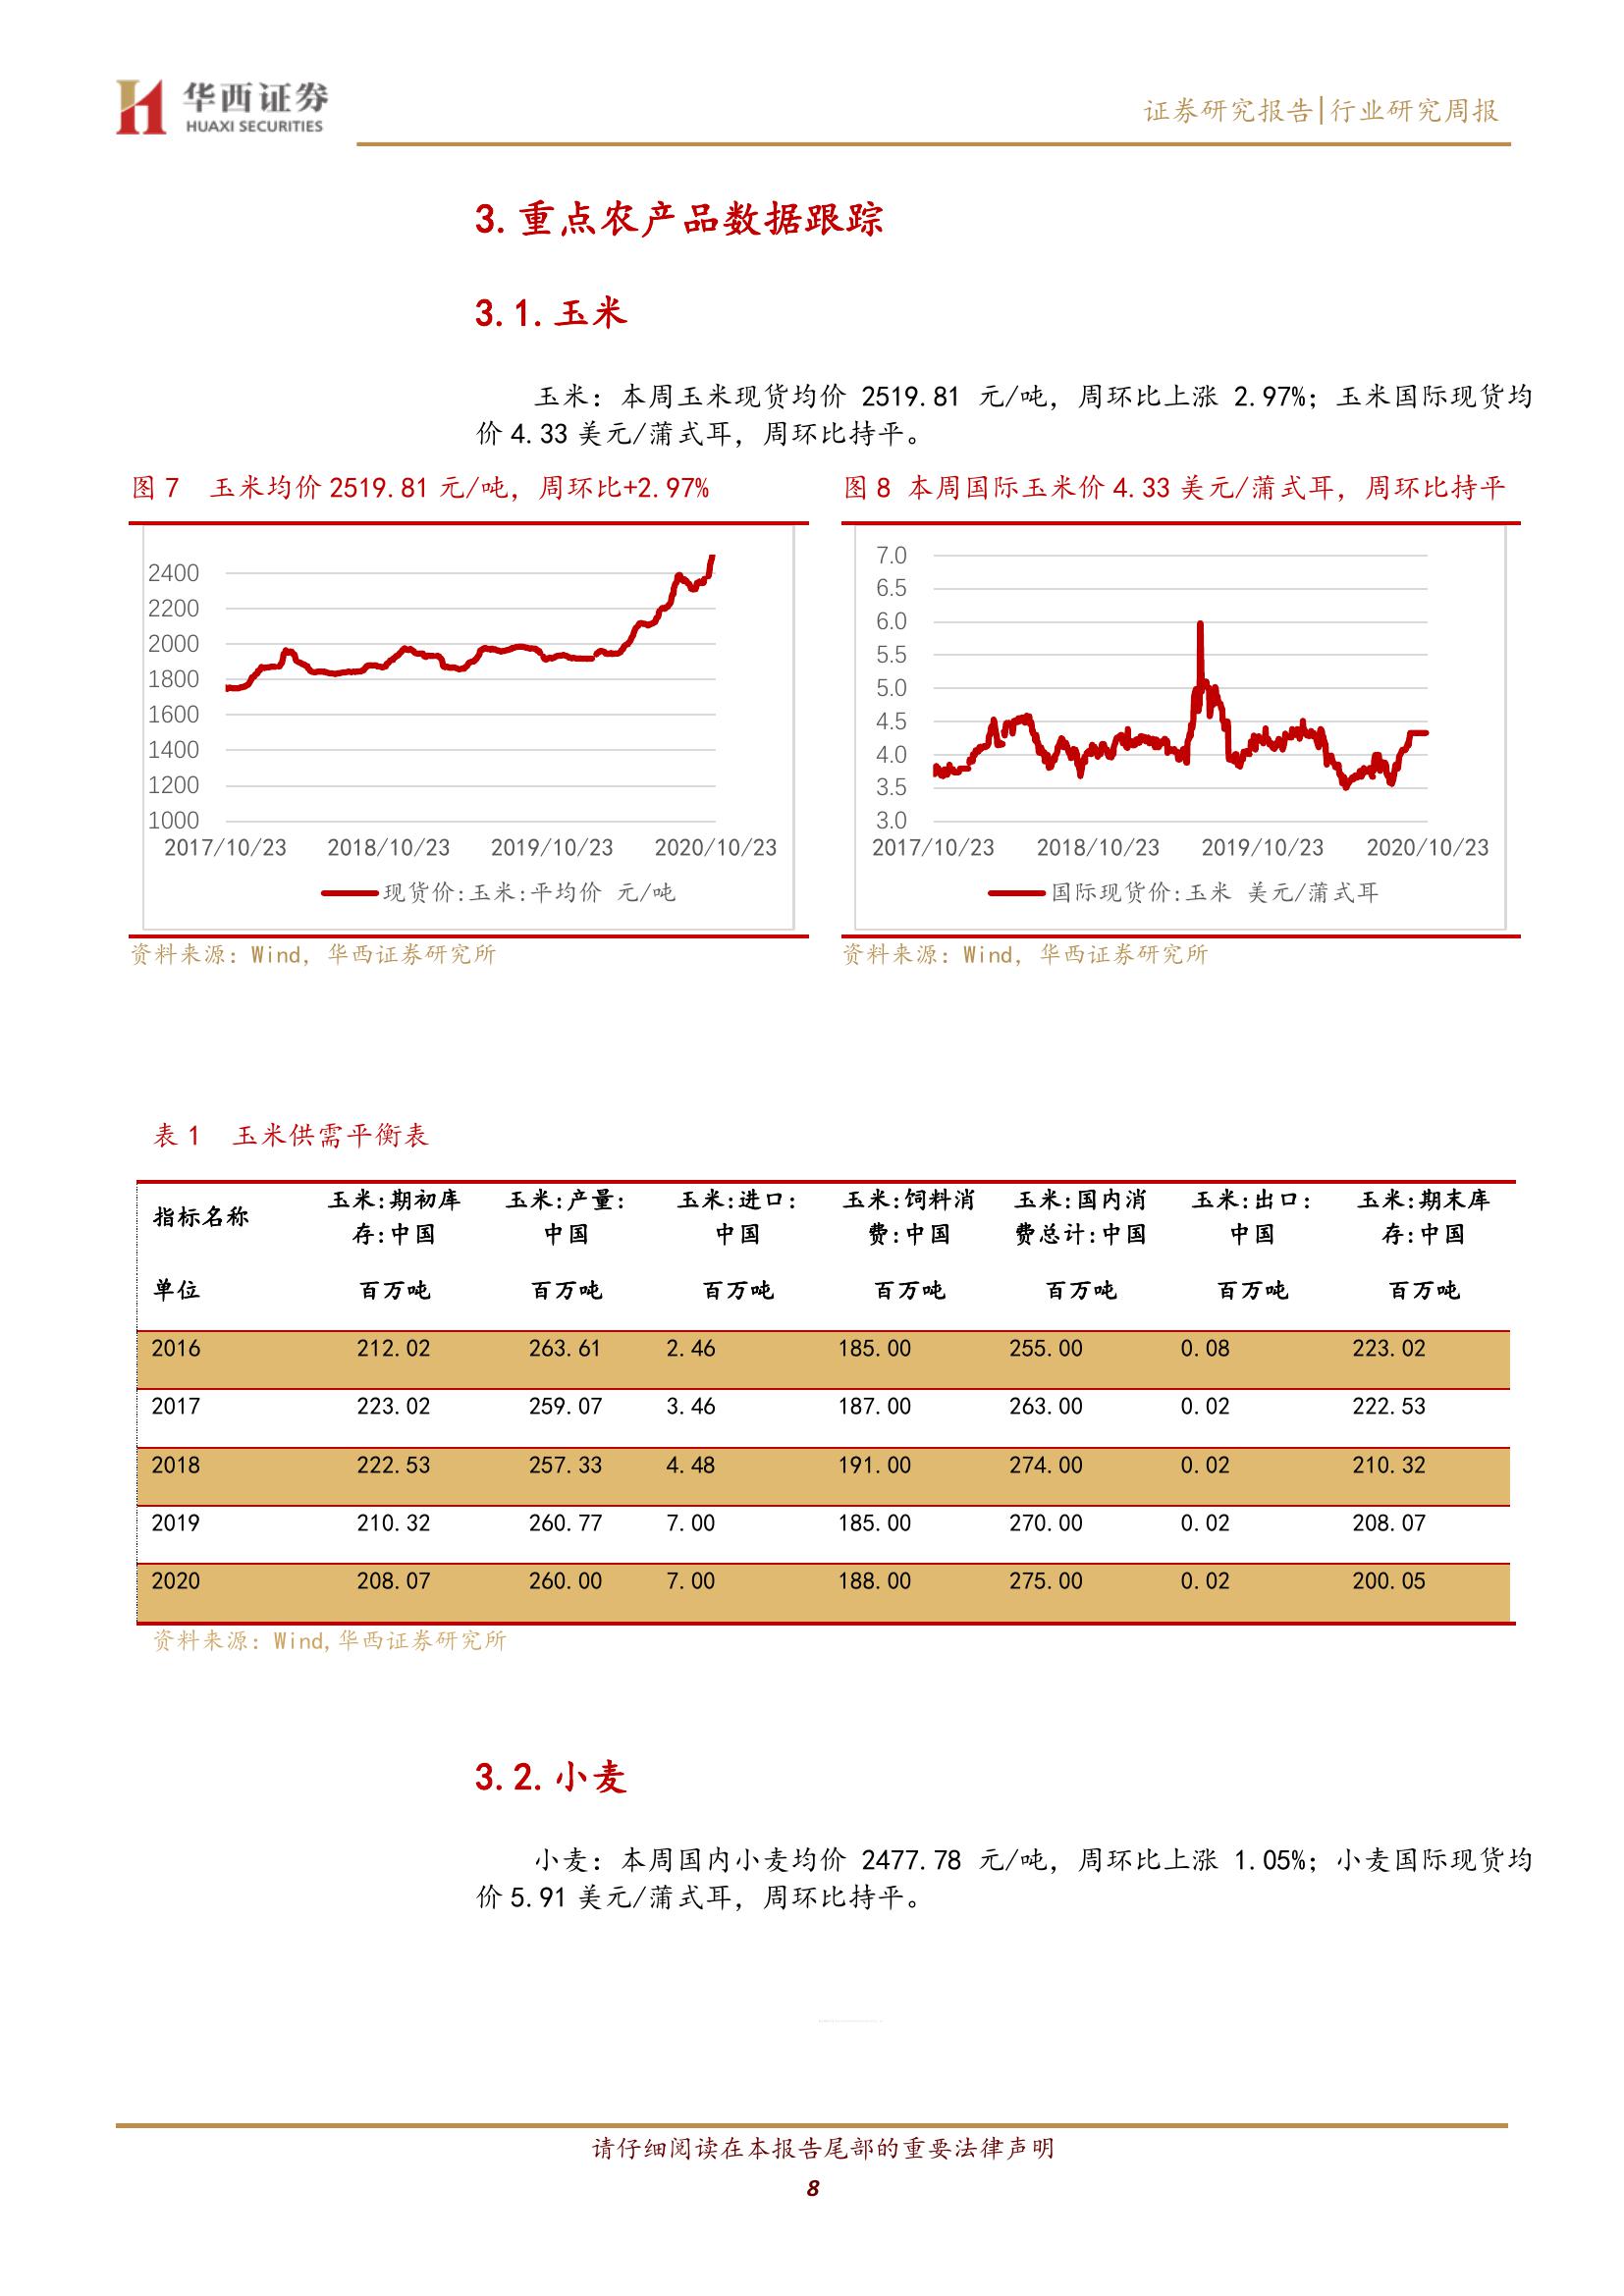 华西证券
HUAXI SECURITIES
证券研究报告|行业研究周报
3.重点农产品数据跟踪
3.1.玉米
玉米：本周玉米现货均价 2519.81 元/吨，周环比上涨 2.97%；玉米国际现货均
价 4.33 美元/蒲式耳，周环比持平。
图 7 玉米均价 2519.81 元/吨，周环比+2.97%
2400
2200
2000
1800
1600
1400
1200
1000
2017/10/23 2018/10/23 2019/10/23 2020/10/23
现货价:玉米:平均价 元/吨
资料来源：Wind，华西证券研究所
图 8 本周国际玉米价 4.33 美元/蒲式耳，周环比持平
7.0
6.5
6.0
5.5
5.0
4.5
4.0
3.5
3.0
2017/10/23 2018/10/23 2019/10/23 2020/10/23
国际现货价:玉米 美元/蒲式耳
资料来源：Wind，华西证券研究所
表 1 玉米供需平衡表
指标名称 玉米:期初库存:中国 玉米:产量:中国 玉米:进口:中国 玉米:饲料消费:中国 玉米:国内消费总计:中国 玉米:出口:中国 玉米:期末库存:中国
单位 百万吨 百万吨 百万吨 百万吨 百万吨 百万吨 百万吨
2016 212.02 263.61 2.46 185.00 255.00 0.08 223.02
2017 223.02 259.07 3.46 187.00 263.00 0.02 222.53
2018 222.53 257.33 4.48 191.00 274.00 0.02 210.32
2019 210.32 260.77 7.00 185.00 270.00 0.02 208.07
2020 208.07 260.00 7.00 188.00 275.00 0.02 200.05
资料来源：Wind,华西证券研究所
3.2.小麦
小麦：本周国内小麦均价 2477.78 元/吨，周环比上涨 1.05%；小麦国际现货均
价 5.91 美元/蒲式耳，周环比持平。
请仔细阅读在本报告尾部的重要法律声明
8